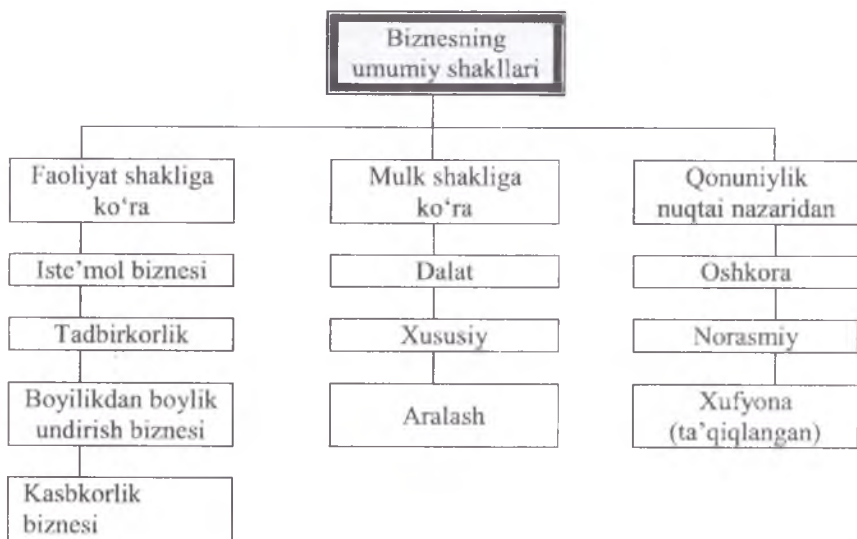 Biznesning
umumiy shakllari
Faoliyat shakliga
ko‘ra
Iste’mol biznesi
Tadbirkorlik
Boyilikdan boylik
undirish biznesi
Kasbkorlik
biznesi
Mulk shakliga
ko‘ra
Dalat
Xususiy
Aralash
Qonuniylik
nuqtai nazaridan
Oshkora
Norasmiy
Xufyona
(ta’qiqlangan)